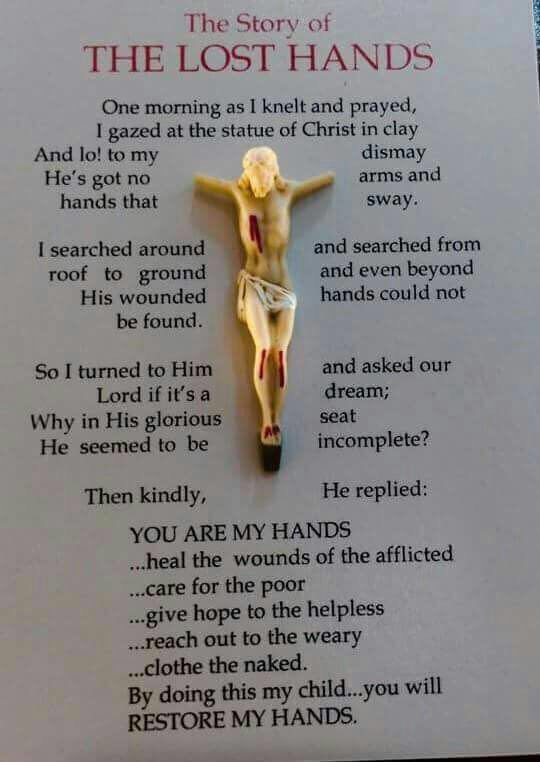 The Story of
THE LOST HANDS
One morning as I knelt and prayed,
I gazed at the statue of Christ in clay
And lo! to my dismay
He's got no arms and
hands that sway.
I searched around and searched from
roof to ground and even beyond
His wounded hands could not
be found.
So I turned to Him and asked our
Lord if it's a dream;
Why in His glorious seat
He seemed to be incomplete?
Then kindly, He replied:
YOU ARE MY HANDS
...heal the wounds of the afflicted
...care for the poor
...give hope to the helpless
...reach out to the weary
...clothe the naked.
By doing this my child...you will
RESTORE MY HANDS.